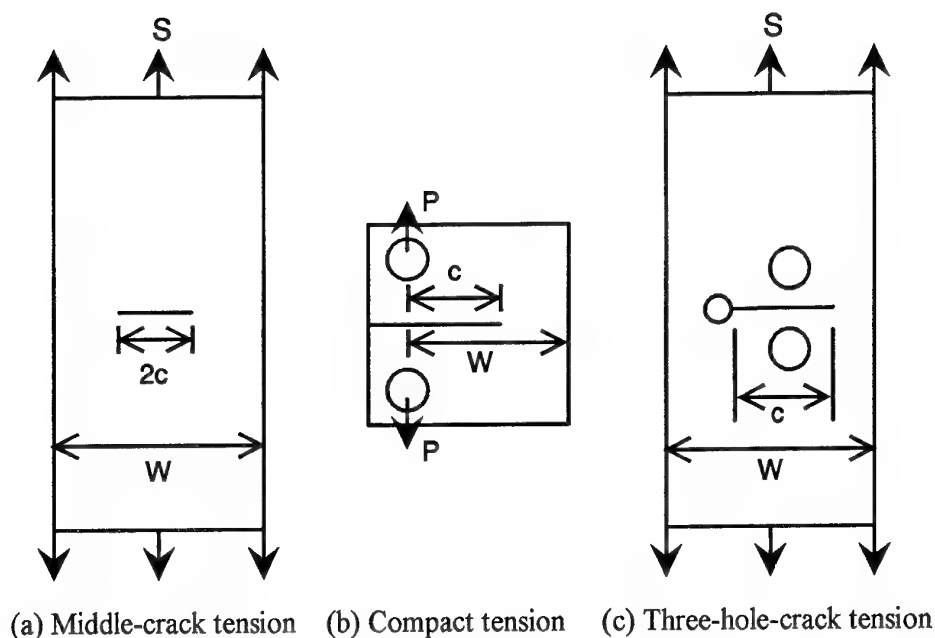 S
2c
W
(a) Middle-crack tension
P
c
W
P
(b) Compact tension
S
c
W
(c) Three-hole-crack tension